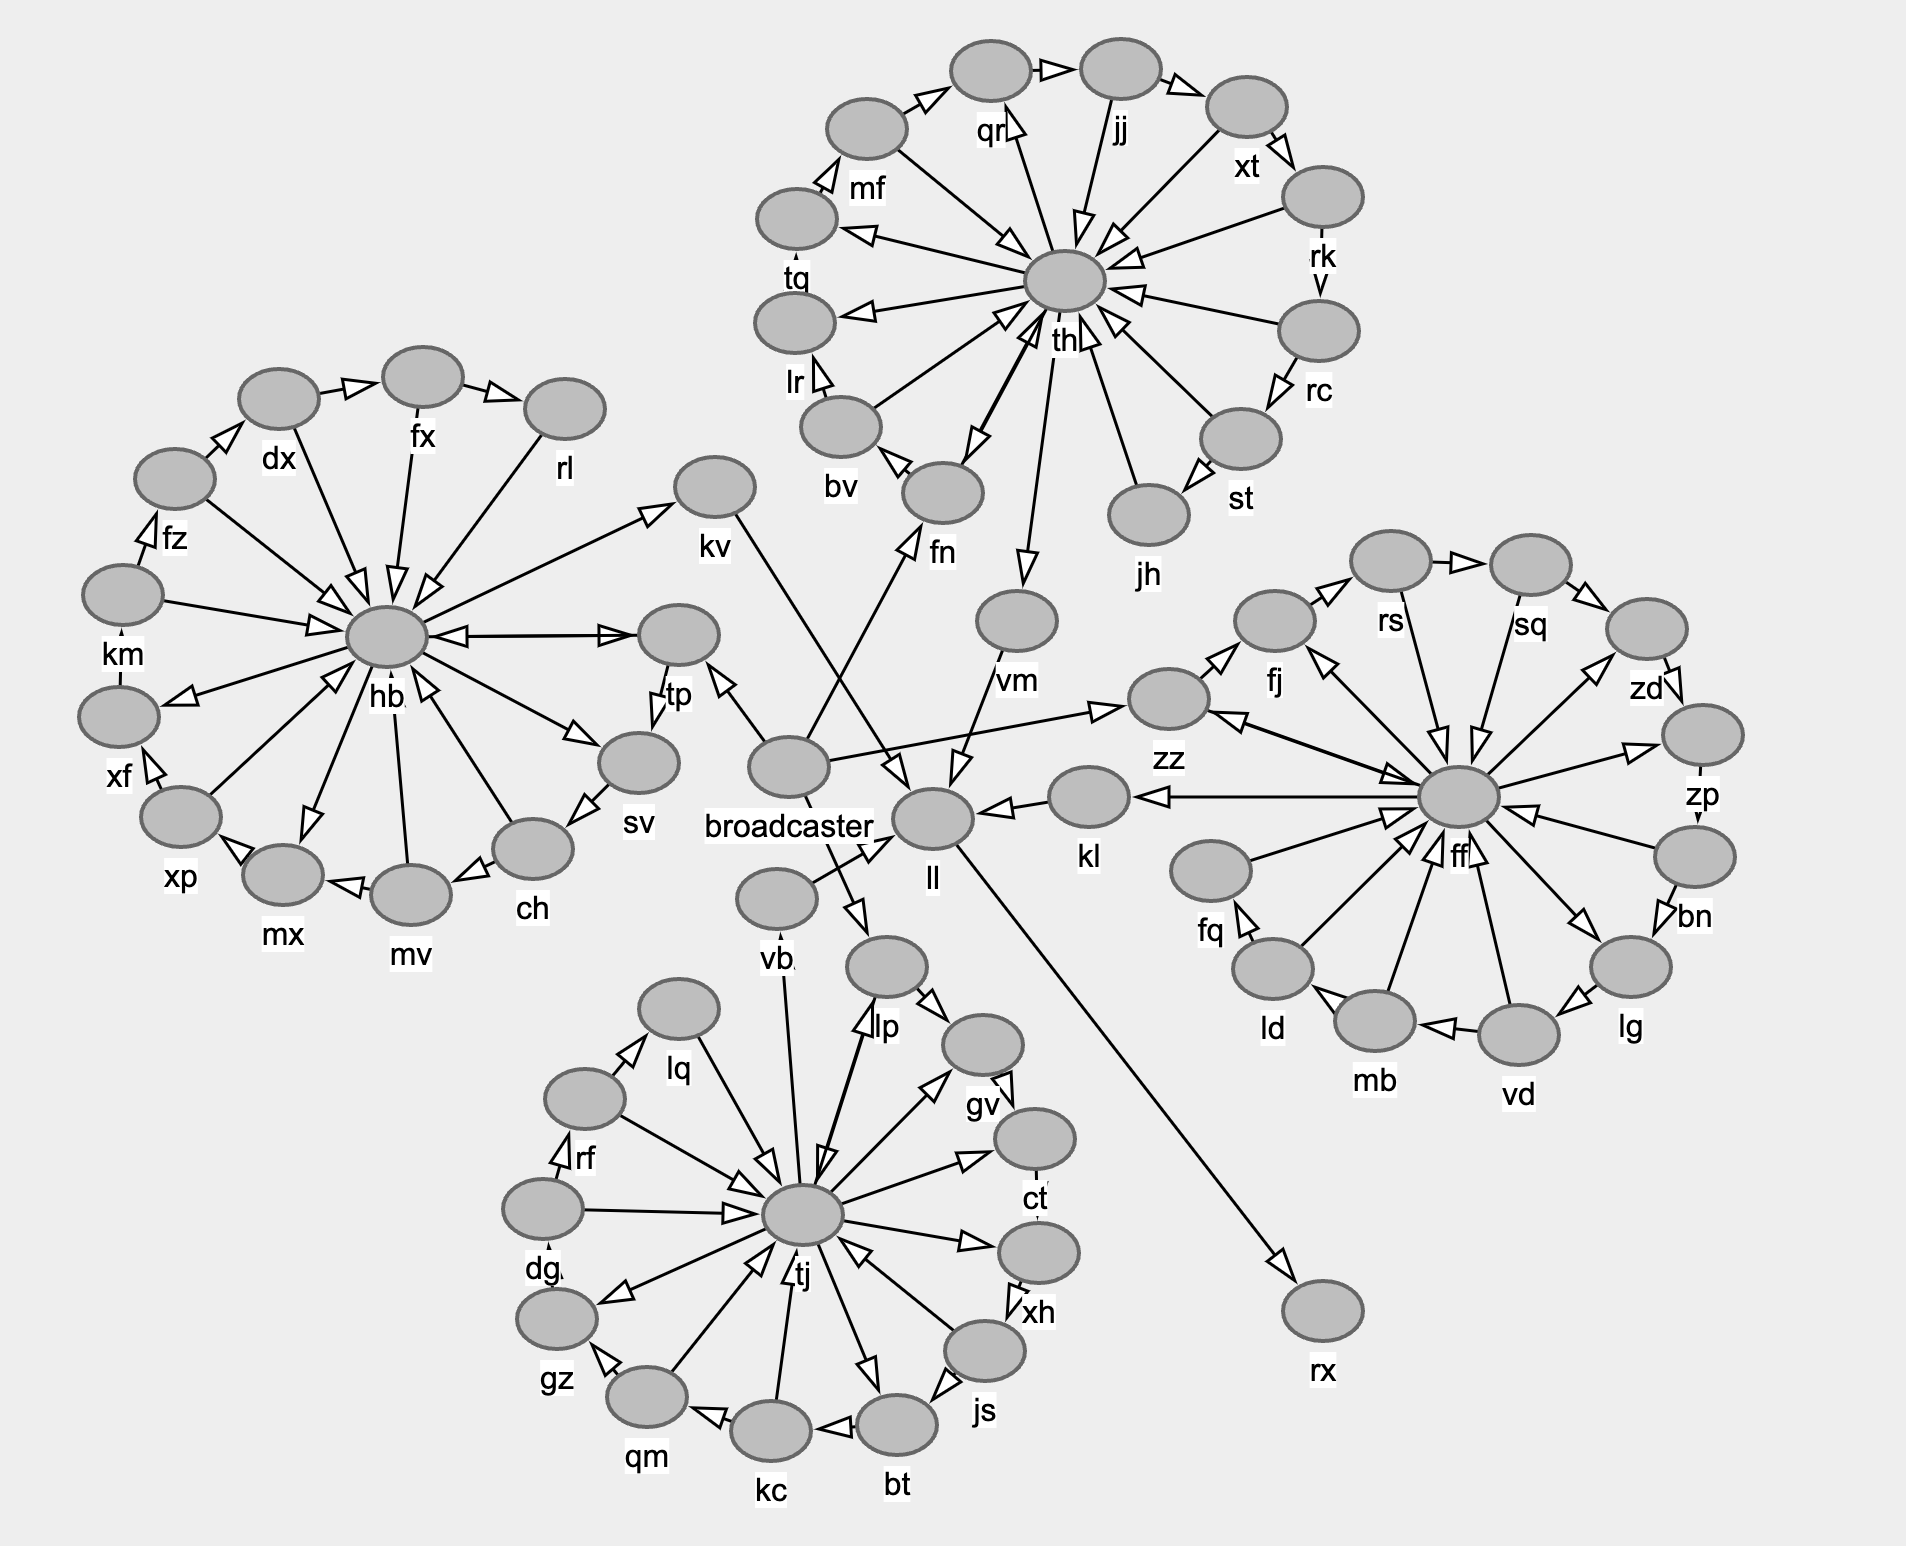 qr
jj
xt
mf
rk
tq
th
lr
rc
fx
dx
rl
bv
st
fz
kv
fn
jh
rs
sq
km
vm
fj
zd
hb
tp
zz
xf
zp
sv
broadcaster
kl
ff
xp
ll
ch
bn
mx
fq
mv
vb
lp
ld
lg
lq
mb
vd
gv
rf
ct
dg
tj
xh
gz
rx
js
qm
bt
kc